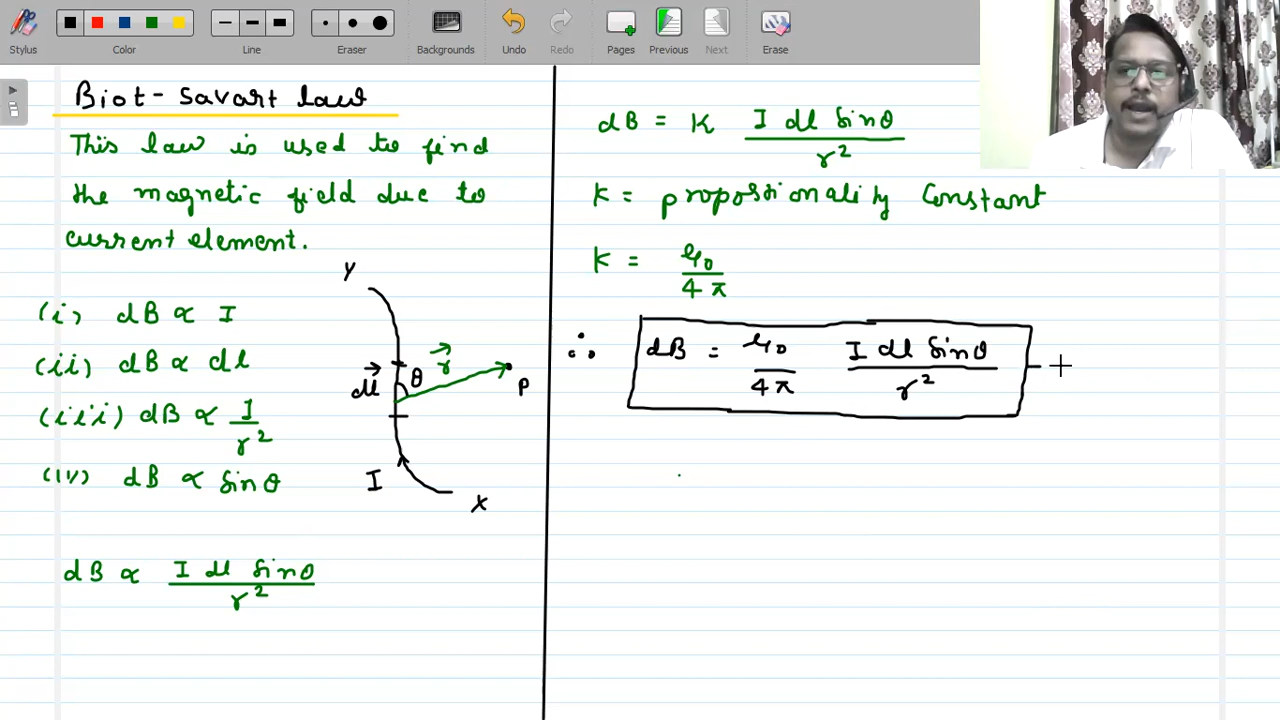 Stylus
Color
Line
Eraser
Backgrounds
Undo
Redo
Pages
Previous
Next
Erase
Biot-Savart law
This law is used to find
the magnetic field due to
current element.
(i) dB ∝ I
(ii) dB ∝ dl
(iii) dB ∝ I/r²
(iv) dB ∝ Sinθ
dB ∝ I dl Sinθ/r²
Y
dl
θ
r
P
I
X
dB = K I dl Sinθ/r²
K = proportionality Constant
K = μ₀/4π
∴ dB = μ₀/4π I dl Sinθ/r²